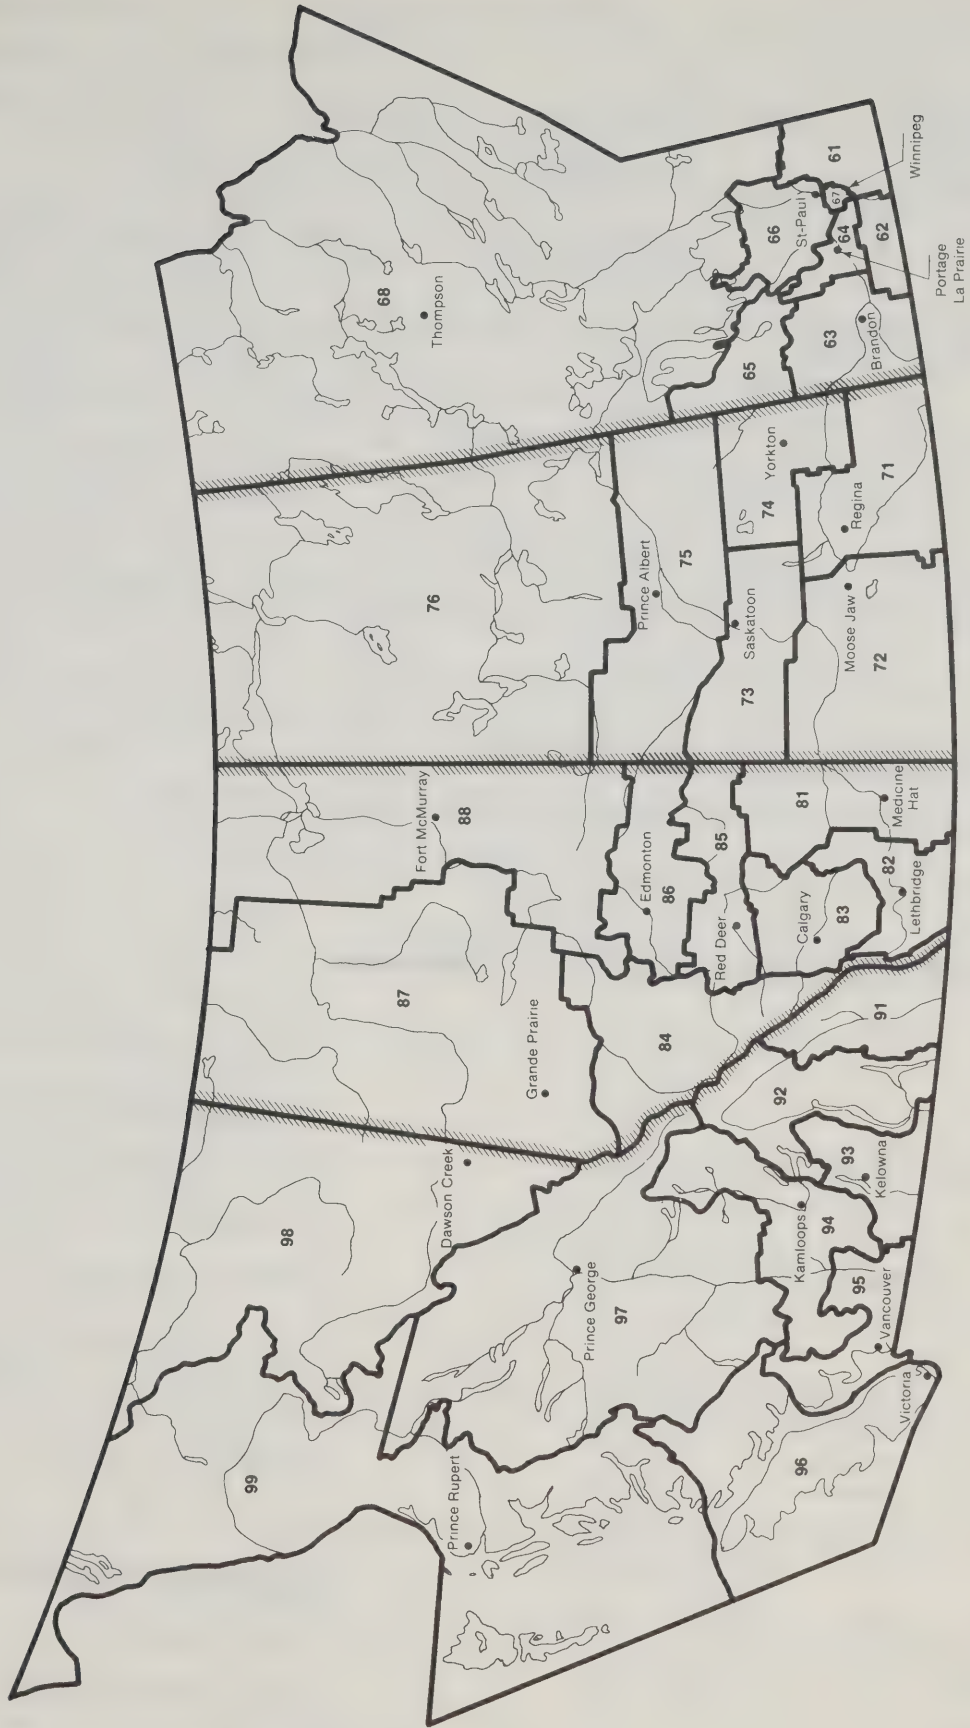 99
98
97
96
95
94
93
92
91
88
87
86
85
84
83
82
81
76
75
74
73
72
71
68
67
66
65
64
63
62
61
Prince Rupert
Prince George
Dawson Creek
Kamloops
Kelowna
Vancouver
Victoria
Grande Prairie
Fort McMurray
Edmonton
Red Deer
Calgary
Lethbridge
Medicine
Hat
Prince Albert
Saskatoon
Moose Jaw
Regina
Yorkton
Thompson
Brandon
St-Paul
Portage
La Prairie
Winnipeg